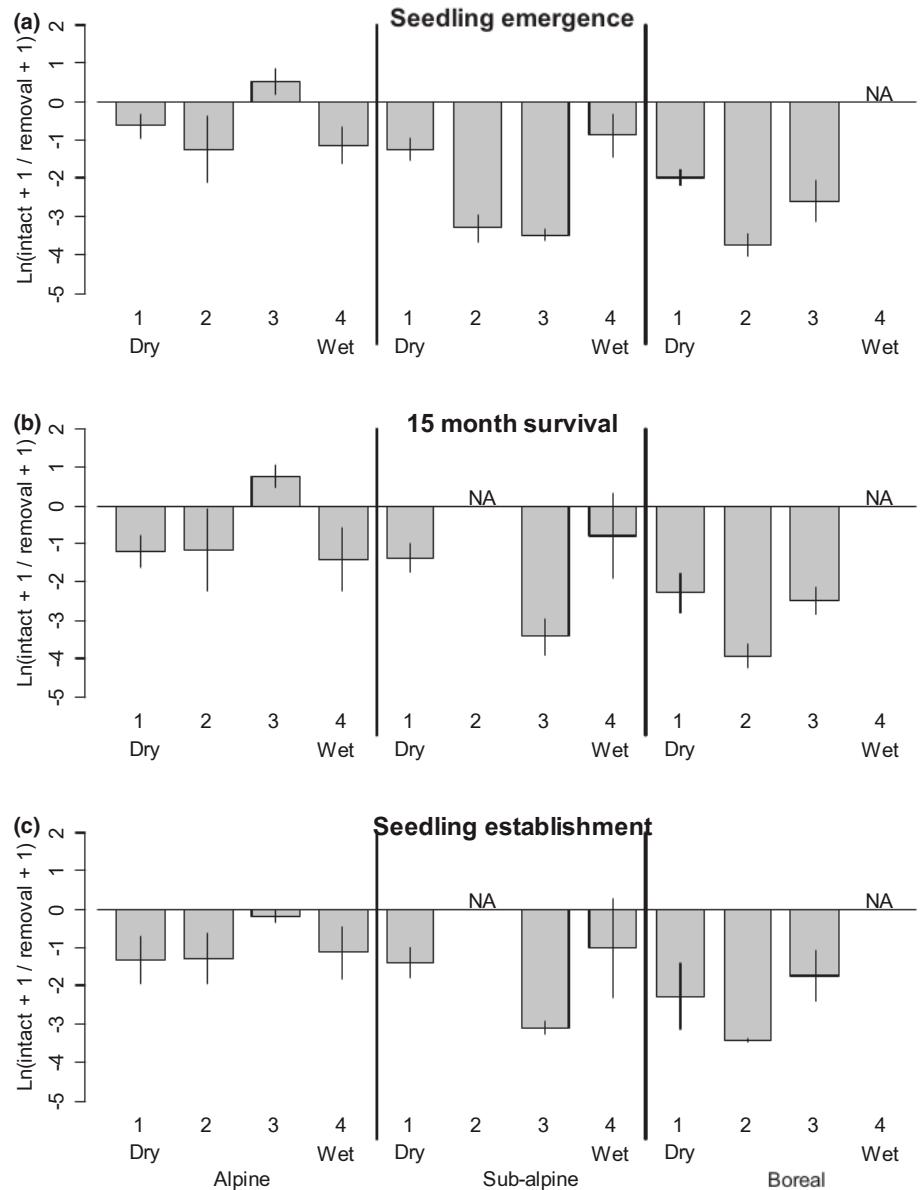 (a)
Seedling emergence
Ln(intact + 1 / removal + 1)
2
1
0
-1
-2
-3
-4
-5
NA
1 2 3 4 1 2 3 4 1 2 3 4
Dry Wet Dry Wet Dry Wet
(b)
15 month survival
Ln(intact + 1 / removal + 1)
2
1
0
-1
-2
-3
-4
-5
NA NA
1 2 3 4 1 2 3 4 1 2 3 4
Dry Wet Dry Wet Dry Wet
(c)
Seedling establishment
Ln(intact + 1 / removal + 1)
2
1
0
-1
-2
-3
-4
-5
NA NA
1 2 3 4 1 2 3 4 1 2 3 4
Dry Wet Dry Wet Dry Wet
Alpine Sub-alpine Boreal